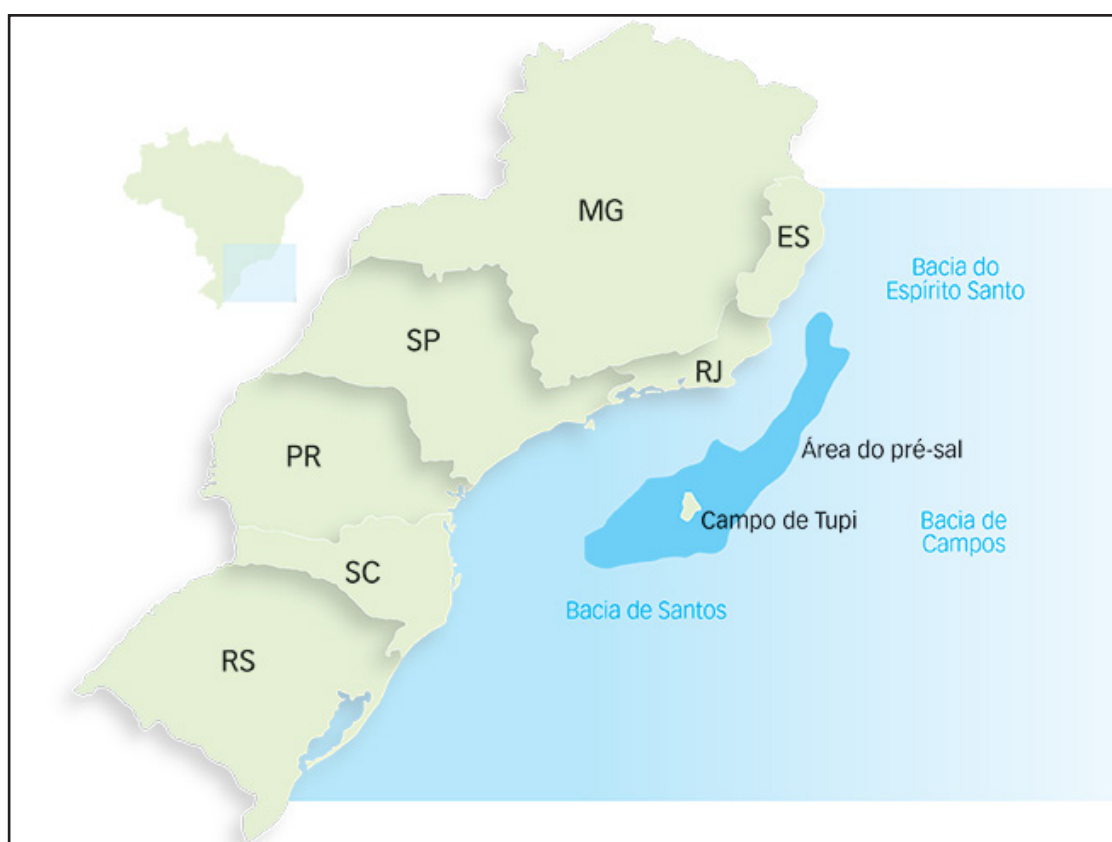 MG
ES
Bacia do
Espírito Santo
SP
RJ
Área do pré-sal
PR
Campo de Tupi
Bacia de
Campos
SC
Bacia de Santos
RS